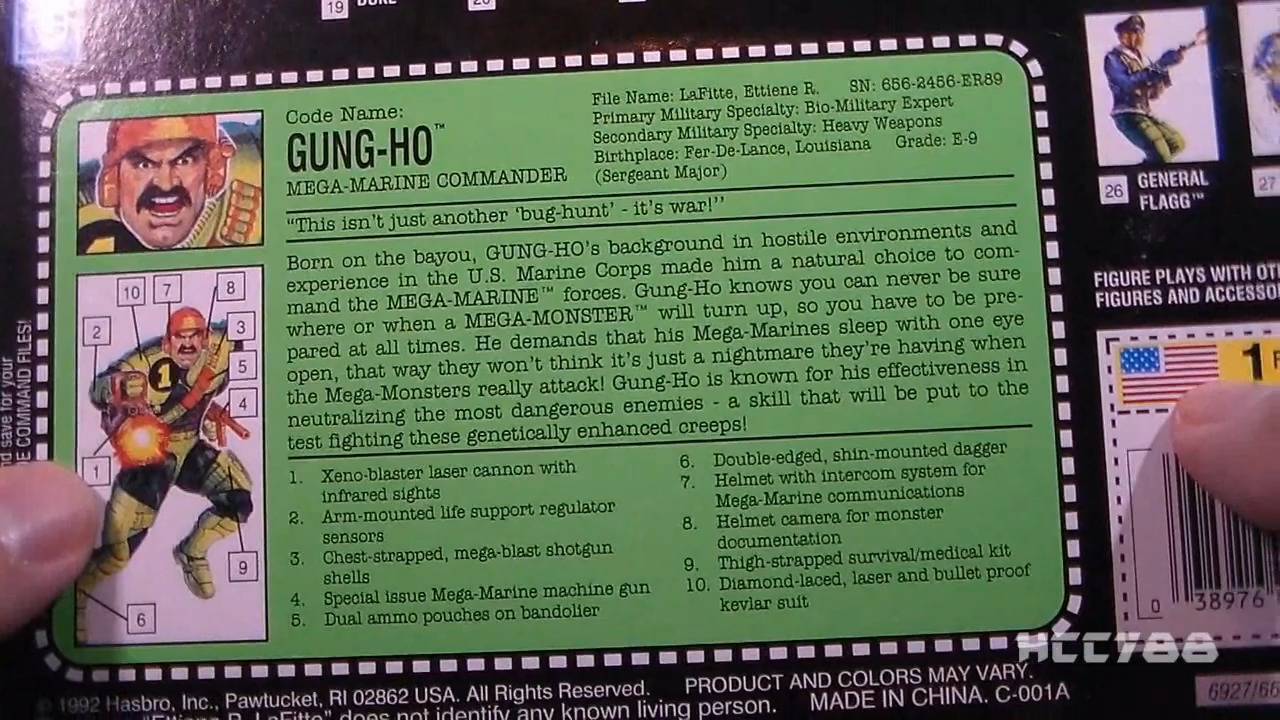 19
DUKE
Code Name:
GUNG-HO™
MEGA-MARINE COMMANDER
File Name: LaFitte, Ettiene R. SN: 656-2456-ER89
Primary Military Specialty: Bio-Military Expert
Secondary Military Specialty: Heavy Weapons
Birthplace: Fer-De-Lance, Louisiana Grade: E-9
(Sergeant Major)
"This isn't just another 'bug-hunt' - it's war!"
Born on the bayou, GUNG-HO's background in hostile environments and
experience in the U.S. Marine Corps made him a natural choice to com-
mand the MEGA-MARINE™ forces. Gung-Ho knows you can never be sure
where or when a MEGA-MONSTER™ will turn up, so you have to be pre-
pared at all times. He demands that his Mega-Marines sleep with one eye
open, that way they won't think it's just a nightmare they're having when
the Mega-Monsters really attack! Gung-Ho is known for his effectiveness in
neutralizing the most dangerous enemies - a skill that will be put to the
test fighting these genetically enhanced creeps!
1. Xeno-blaster laser cannon with
infrared sights
2. Arm-mounted life support regulator
sensors
3. Chest-strapped, mega-blast shotgun
shells
4. Special issue Mega-Marine machine gun
5. Dual ammo pouches on bandolier
6. Double-edged, shin-mounted dagger
7. Helmet with intercom system for
Mega-Marine communications
8. Helmet camera for monster
documentation
9. Thigh-strapped survival/medical kit
10. Diamond-laced, laser and bullet proof
kevlar suit
10 7 8
2 3
5
4
1
9
6
1
26 GENERAL
FLAGG™
27
FIGURE PLAYS WITH
FIGURES AND
1
0 38976
save for your
COMMAND FILES!
© 1992 Hasbro, Inc., Pawtucket, RI 02862 USA. All Rights Reserved.
"Ettiene R. LaFitte" does not identify any known living person.
PRODUCT AND COLORS MAY VARY.
MADE IN CHINA. C-001A
HCC788